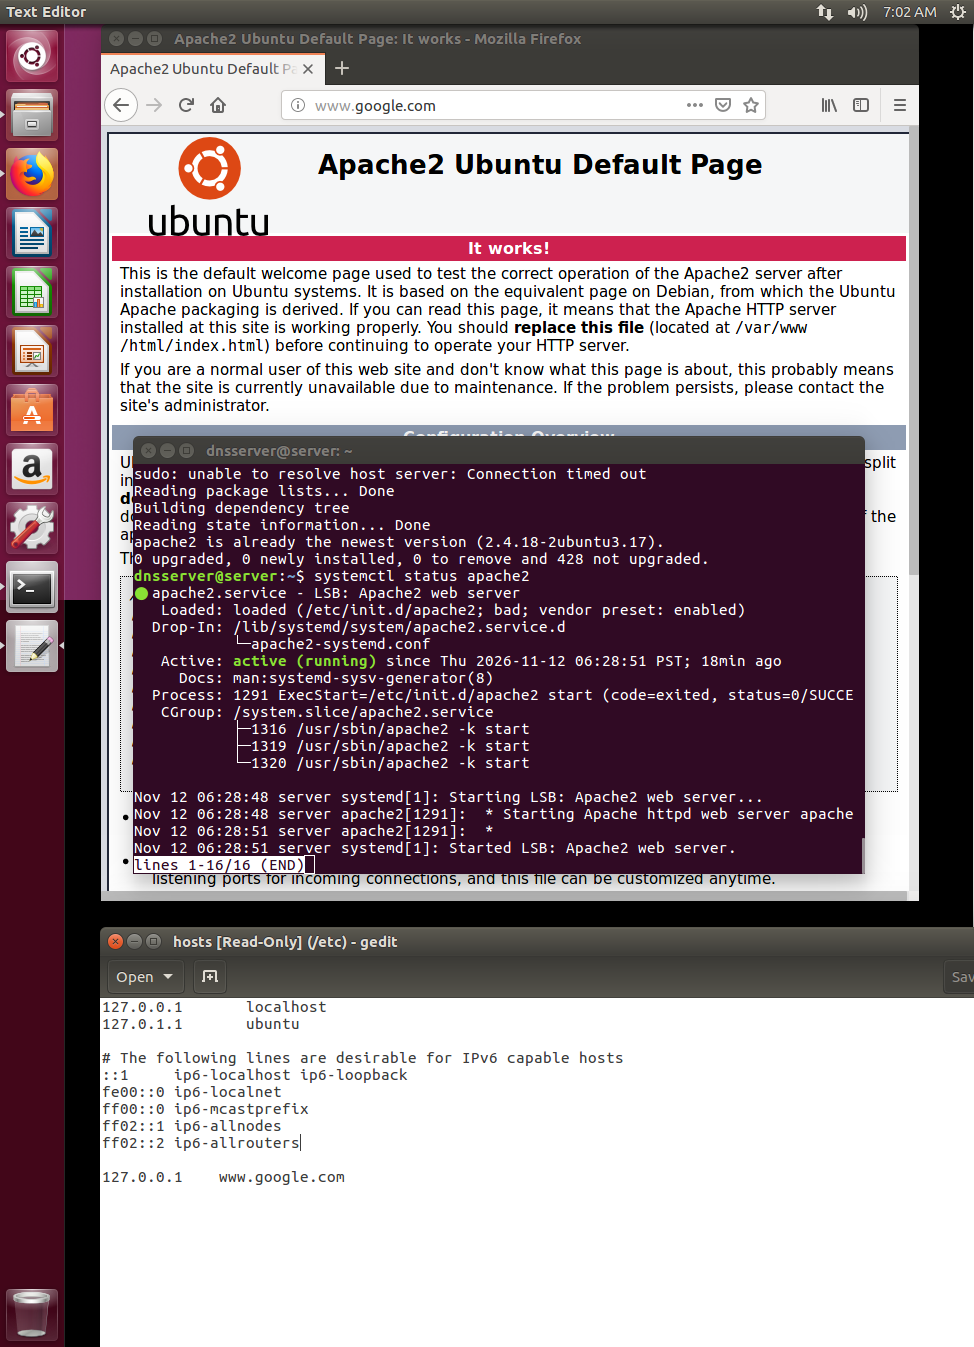 Text Editor
7:02 AM
Apache2 Ubuntu Default Page: It works - Mozilla Firefox
Apache2 Ubuntu Default Pa
www.google.com
ubuntu
Apache2 Ubuntu Default Page
It works!
This is the default welcome page used to test the correct operation of the Apache2 server after
installation on Ubuntu systems. It is based on the equivalent page on Debian, from which the Ubuntu
Apache packaging is derived. If you can read this page, it means that the Apache HTTP server
installed at this site is working properly. You should replace this file (located at /var/www
/html/index.html) before continuing to operate your HTTP server.
If you are a normal user of this web site and don't know what this page is about, this probably means
that the site is currently unavailable due to maintenance. If the problem persists, please contact the
site's administrator.
Configuration Overview
split
the
dnsserver@server: ~
sudo: unable to resolve host server: Connection timed out
Reading package lists... Done
Building dependency tree
Reading state information... Done
apache2 is already the newest version (2.4.18-2ubuntu3.17).
0 upgraded, 0 newly installed, 0 to remove and 428 not upgraded.
dnsserver@server:~$ systemctl status apache2
● apache2.service - LSB: Apache2 web server
Loaded: loaded (/etc/init.d/apache2; bad; vendor preset: enabled)
Drop-In: /lib/systemd/system/apache2.service.d
└─apache2-systemd.conf
Active: active (running) since Thu 2026-11-12 06:28:51 PST; 18min ago
Docs: man:systemd-sysv-generator(8)
Process: 1291 ExecStart=/etc/init.d/apache2 start (code=exited, status=0/SUCCE
CGroup: /system.slice/apache2.service
├─1316 /usr/sbin/apache2 -k start
├─1319 /usr/sbin/apache2 -k start
└─1320 /usr/sbin/apache2 -k start
Nov 12 06:28:48 server systemd[1]: Starting LSB: Apache2 web server...
Nov 12 06:28:48 server apache2[1291]:  * Starting Apache httpd web server apache
Nov 12 06:28:51 server apache2[1291]:  *
Nov 12 06:28:51 server systemd[1]: Started LSB: Apache2 web server.
lines 1-16/16 (END)
listening ports for incoming connections, and this file can be customized anytime.
hosts [Read-Only] (/etc) - gedit
Open
Sav
127.0.0.1       localhost
127.0.1.1       ubuntu
# The following lines are desirable for IPv6 capable hosts
::1     ip6-localhost ip6-loopback
fe00::0 ip6-localnet
ff00::0 ip6-mcastprefix
ff02::1 ip6-allnodes
ff02::2 ip6-allrouters
127.0.0.1    www.google.com